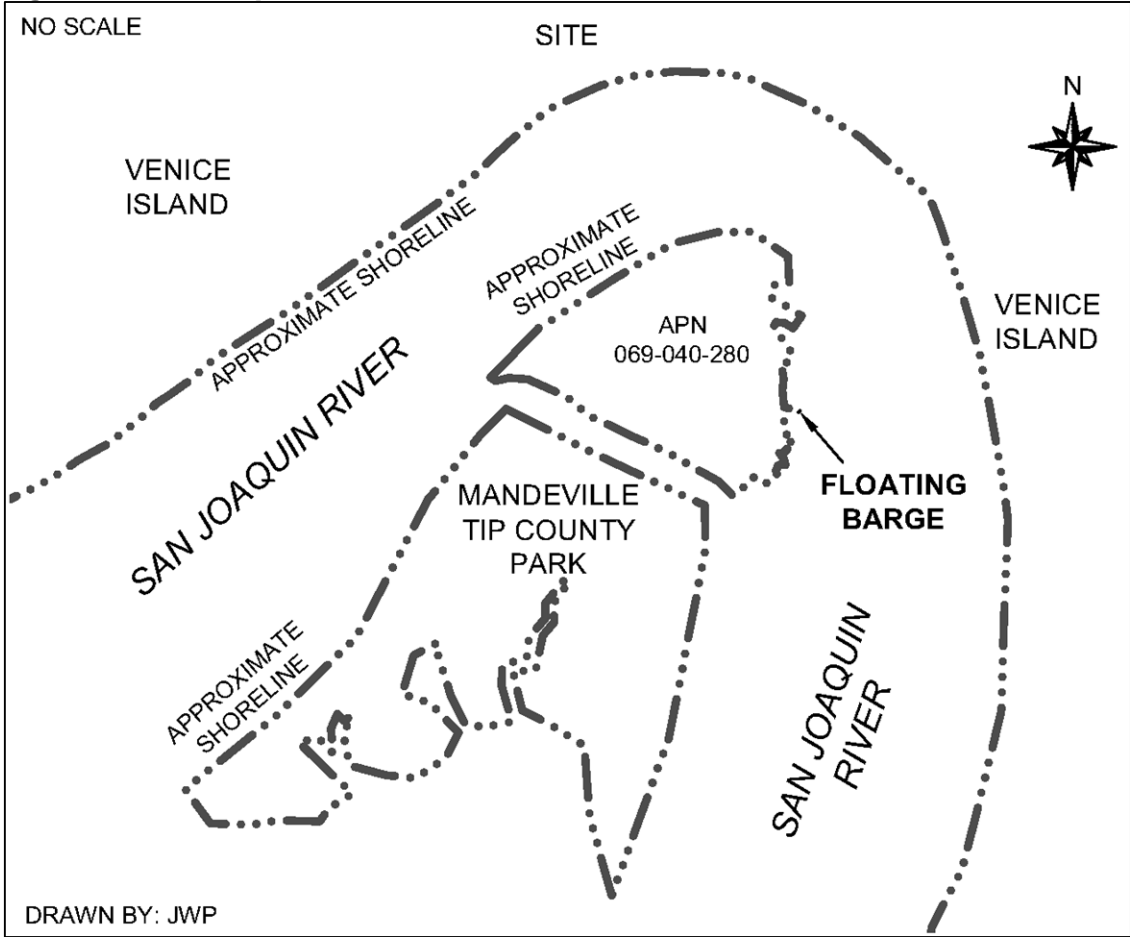 NO SCALE
SITE
N
VENICE
ISLAND
APPROXIMATE SHORELINE
APPROXIMATE
SHORELINE
VENICE
ISLAND
APN
069-040-280
SAN JOAQUIN RIVER
FLOATING
BARGE
MANDEVILLE
TIP COUNTY
PARK
APPROXIMATE
SHORELINE
SAN JOAQUIN
RIVER
DRAWN BY: JWP